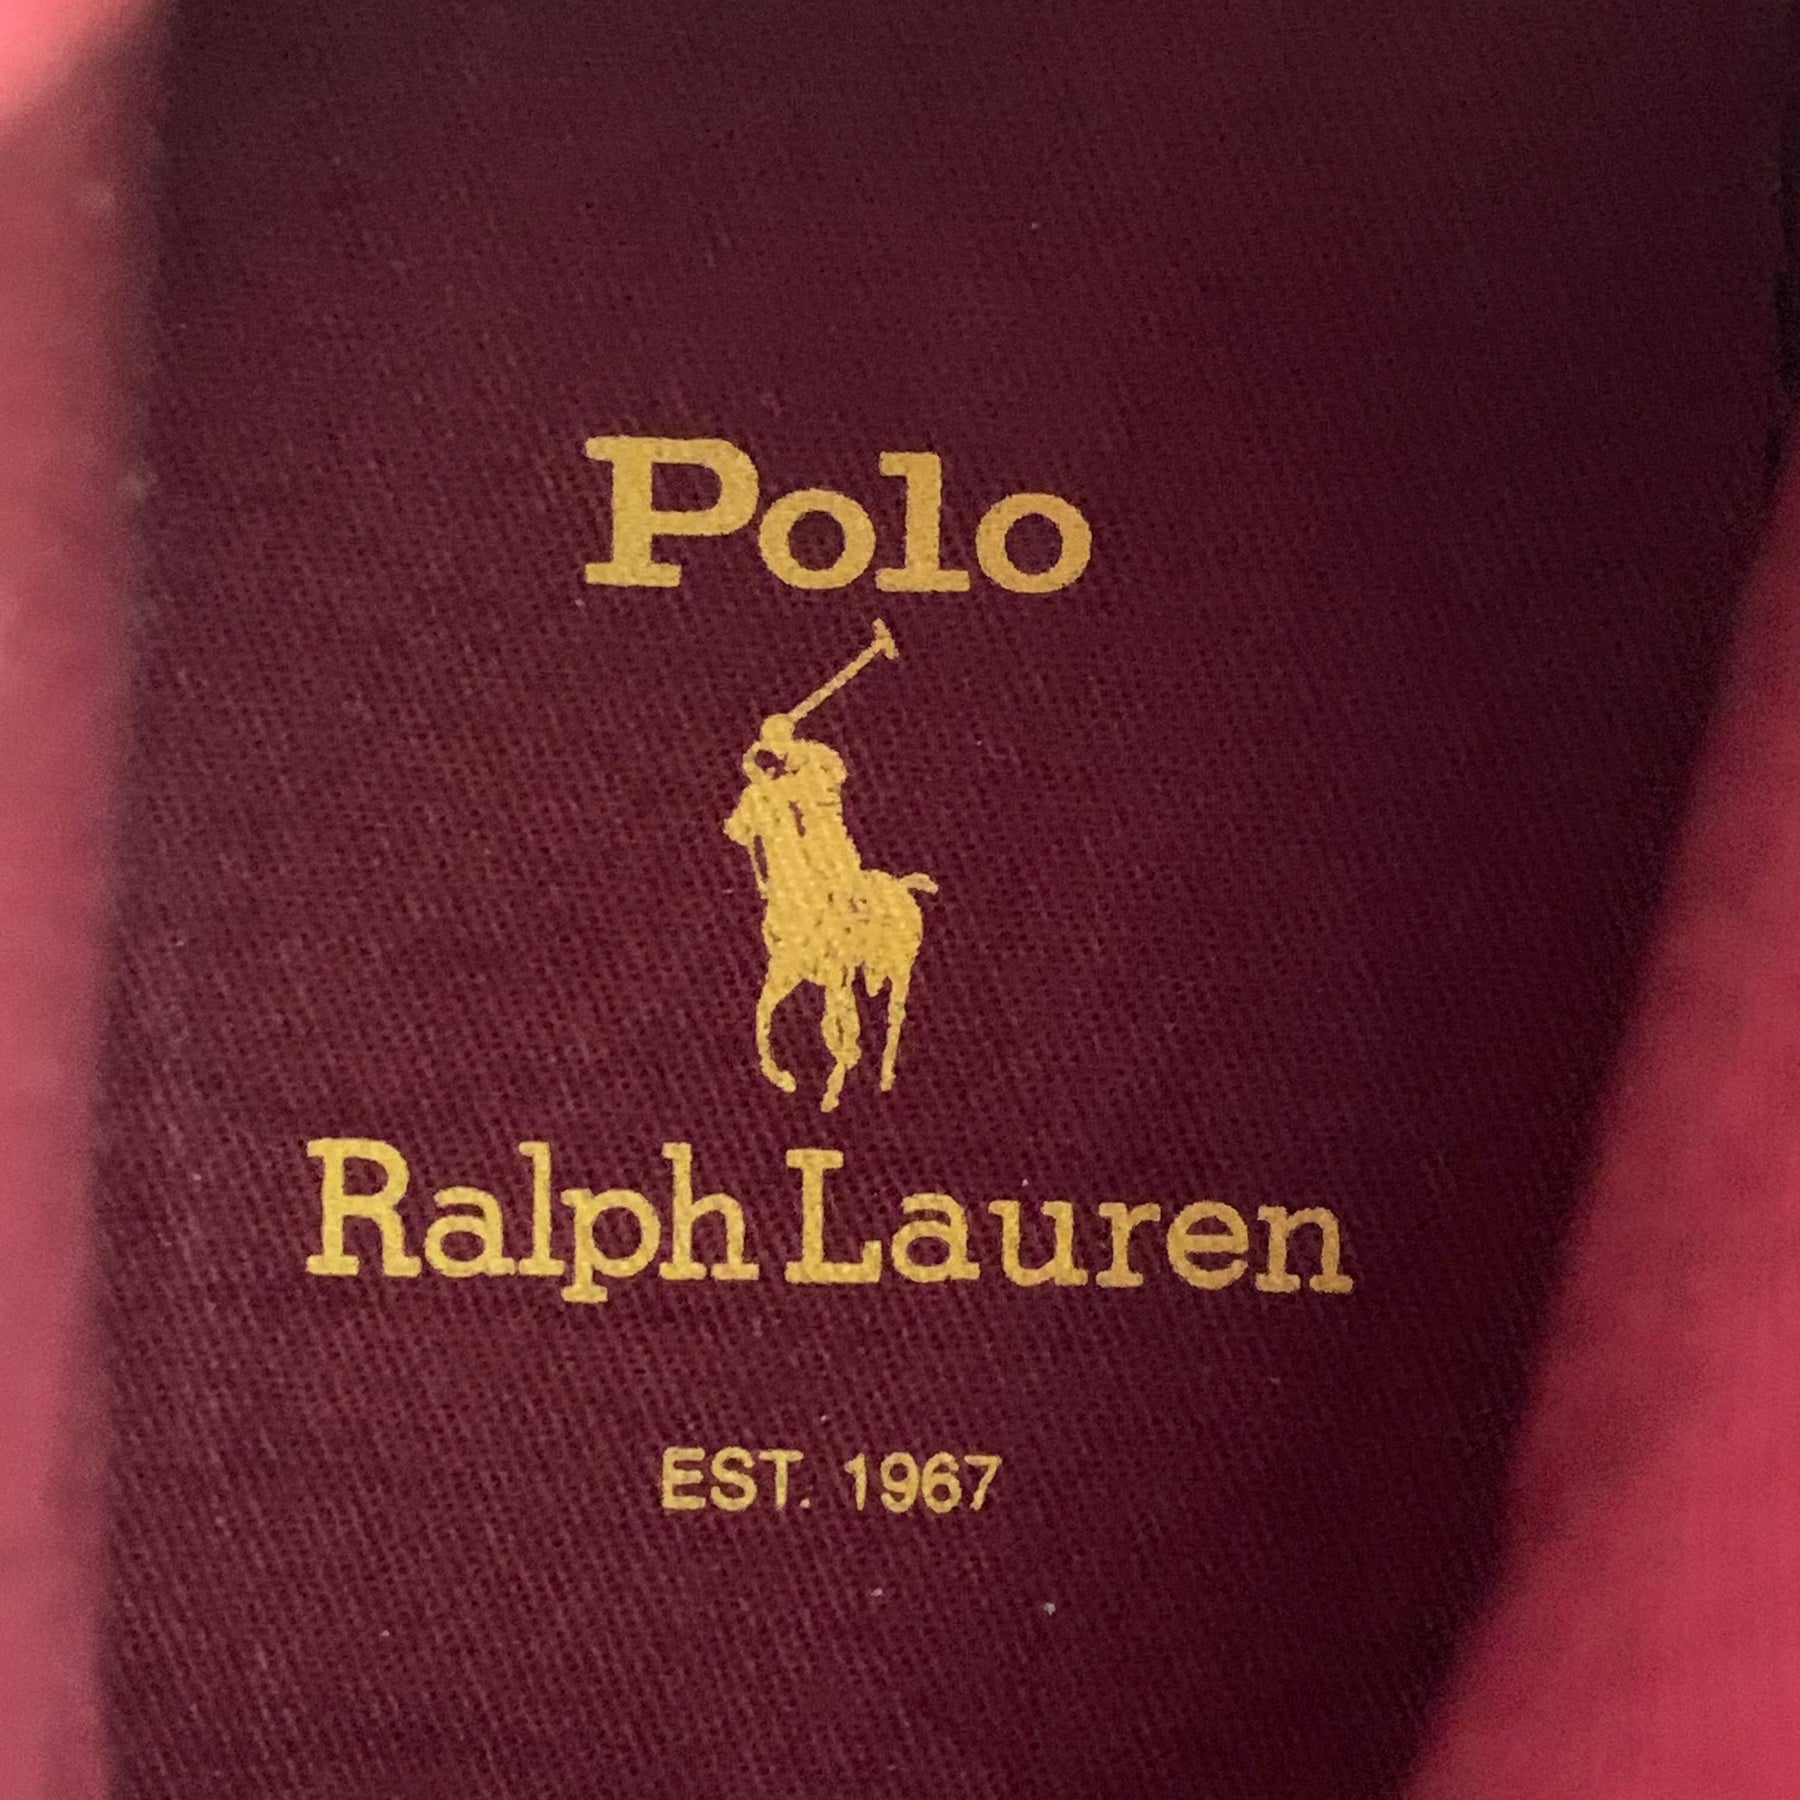 Polo
Ralph Lauren
EST. 1967